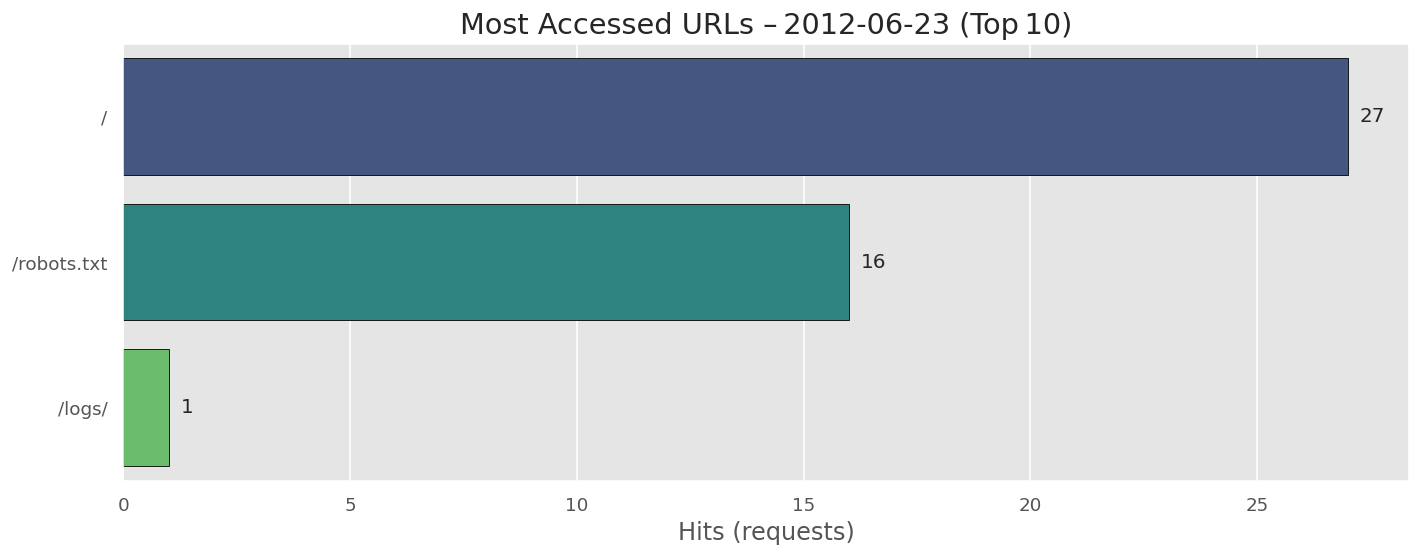 Most Accessed URLs – 2012-06-23 (Top 10)
/
27
/robots.txt
16
/logs/
1
0
5
10
15
20
25
Hits (requests)